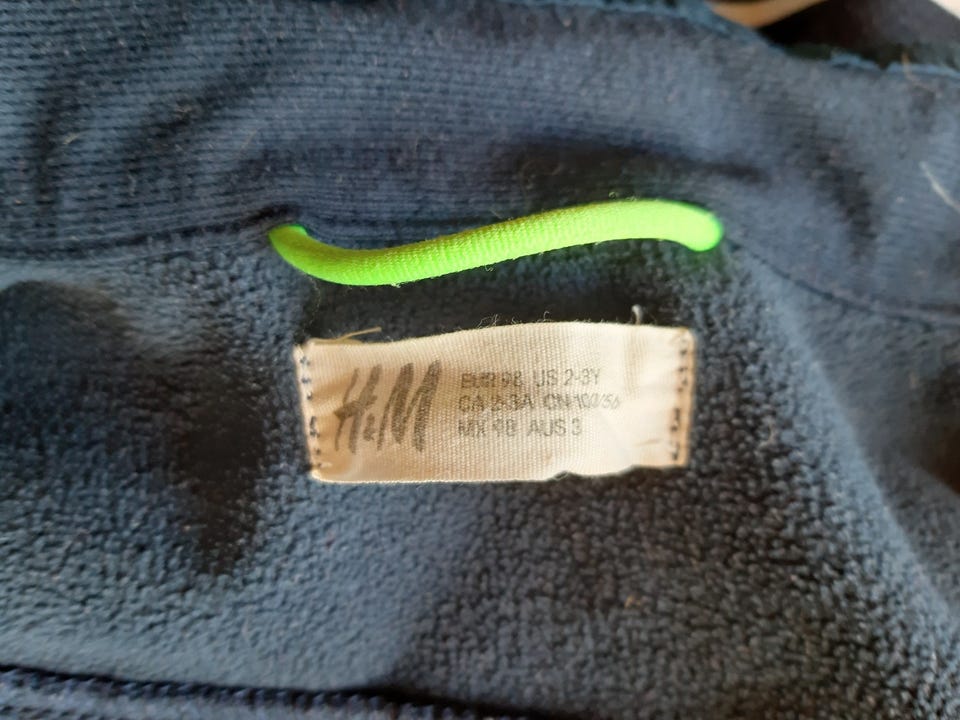 H&M
EUR 98 US 2-3Y
CA 2-3A CN 100/56
MX 98 AUS 3